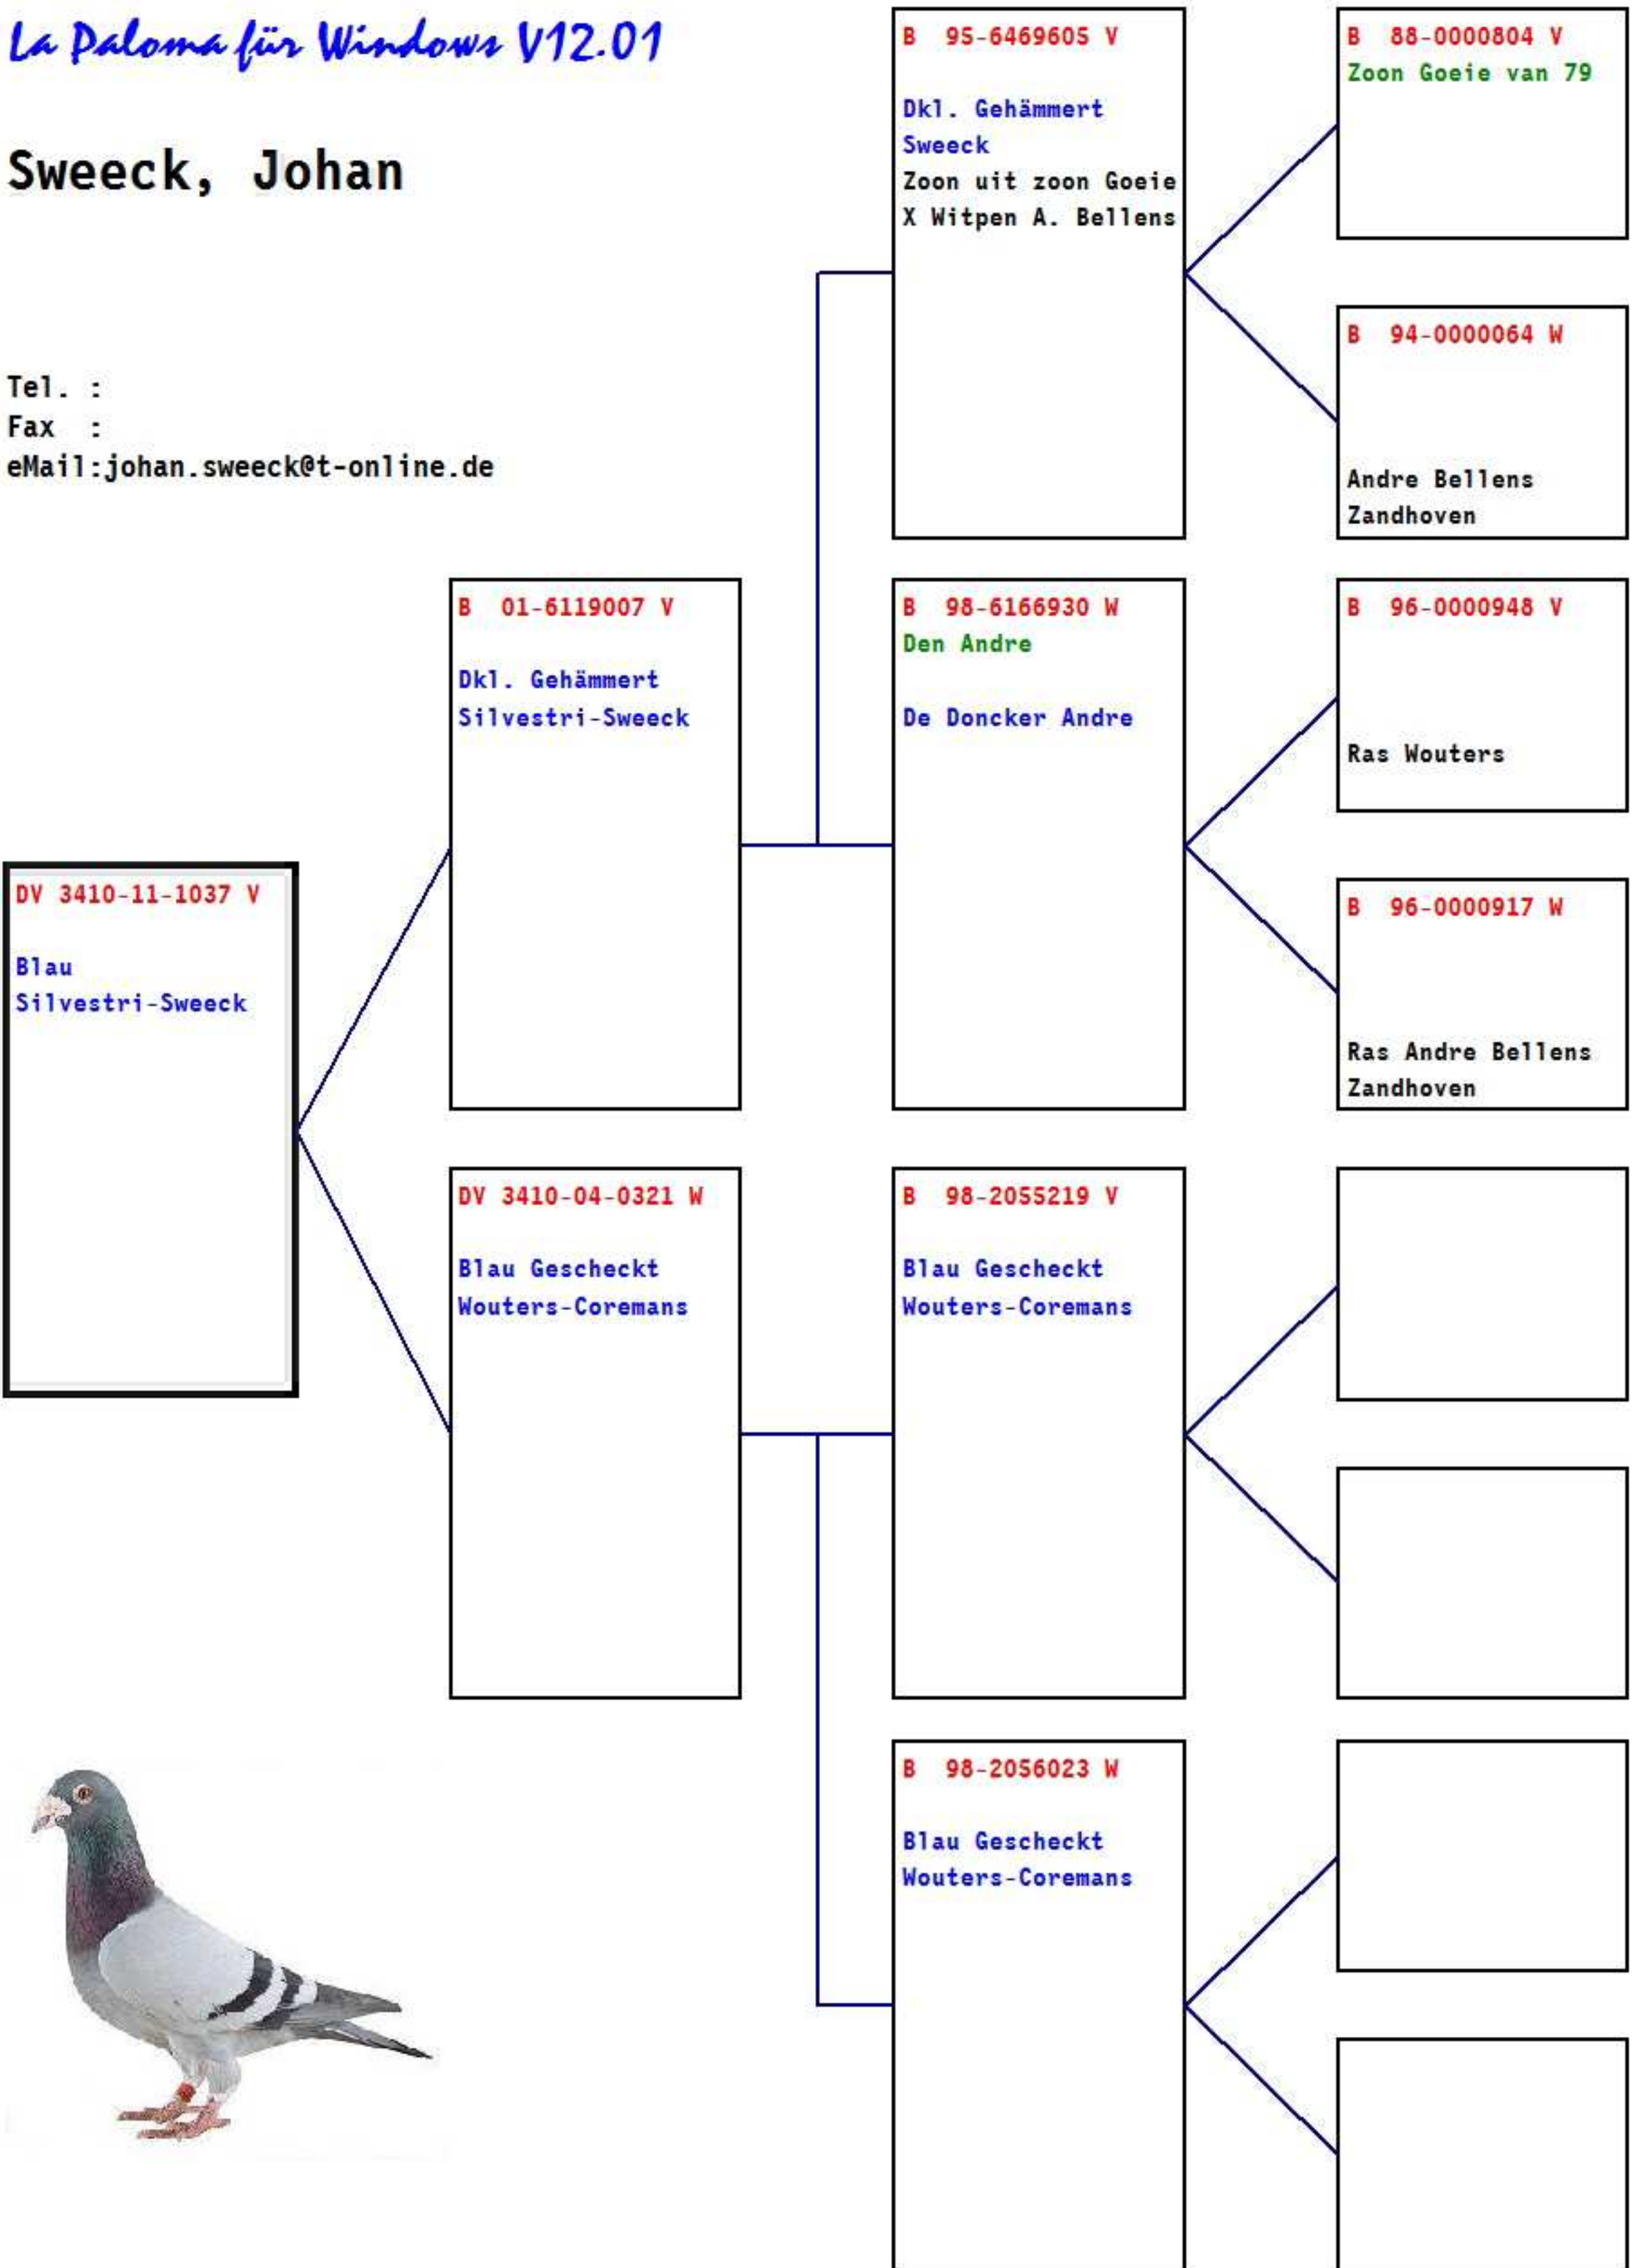 La Paloma für Windows V12.01
Sweeck, Johan
Tel. :
Fax  :
eMail:johan.sweeck@t-online.de
DV 3410-11-1037 V
Blau
Silvestri-Sweeck
B  01-6119007 V
Dkl. Gehämmert
Silvestri-Sweeck
DV 3410-04-0321 W
Blau Gescheckt
Wouters-Coremans
B  95-6469605 V
Dkl. Gehämmert
Sweeck
Zoon uit zoon Goeie
X Witpen A. Bellens
B  98-6166930 W
Den Andre
De Doncker Andre
B  98-2055219 V
Blau Gescheckt
Wouters-Coremans
B  98-2056023 W
Blau Gescheckt
Wouters-Coremans
B  88-0000804 V
Zoon Goeie van 79
B  94-0000064 W
Andre Bellens
Zandhoven
B  96-0000948 V
Ras Wouters
B  96-0000917 W
Ras Andre Bellens
Zandhoven